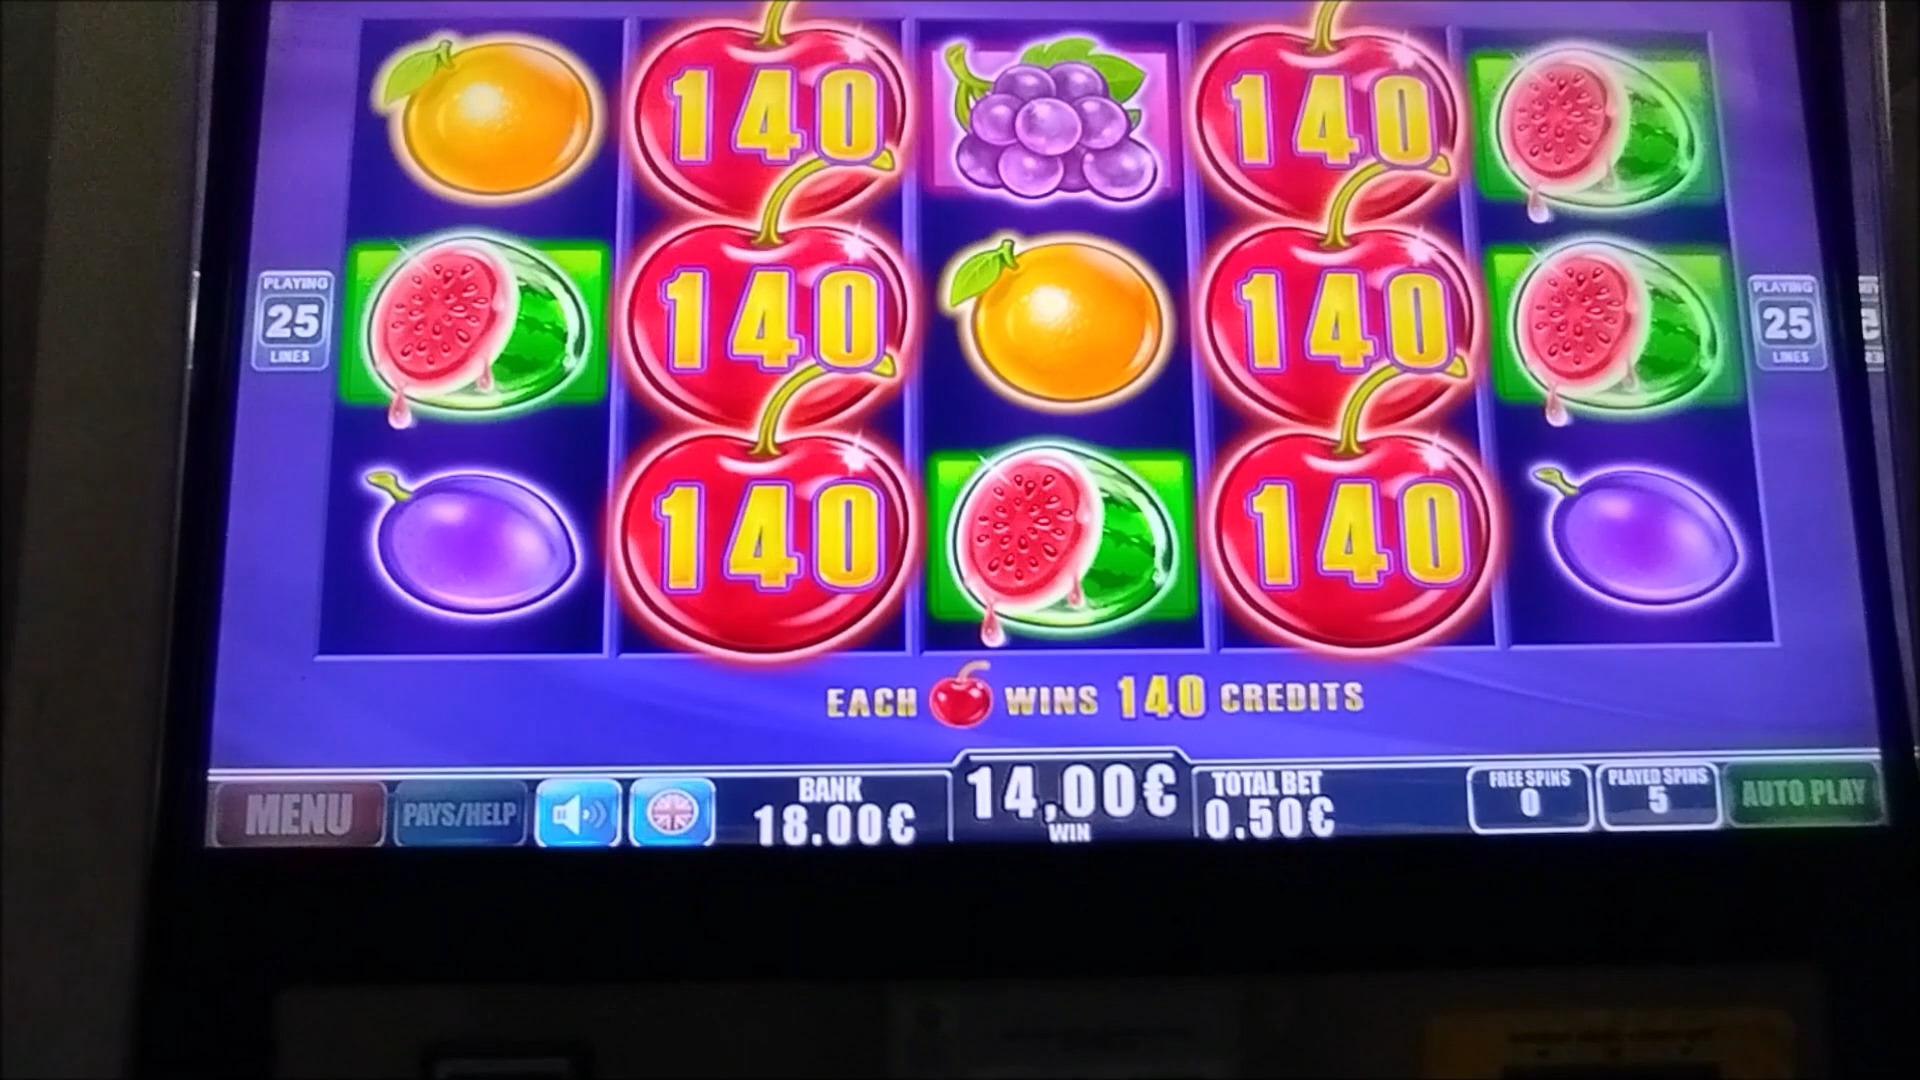 140 140
PLAYING
25
LINES
140 140
PLAYING
25
LINES
140 140
EACH WINS 140 CREDITS
MENU
PAYS/HELP
BANK
18.00€
14,00€
WIN
TOTAL BET
0.50€
FREE SPINS
0
PLAYED SPINS
5
AUTO PLAY